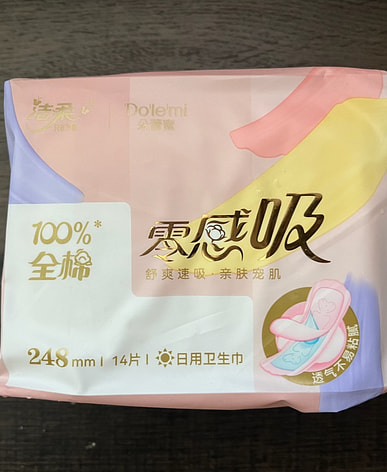 洁柔
Dolemi
朵蕾蜜
100%*
全棉
零感吸
舒爽速吸·亲肤宠肌
248mm | 14片 | 日用卫生巾
透气不易粘腻